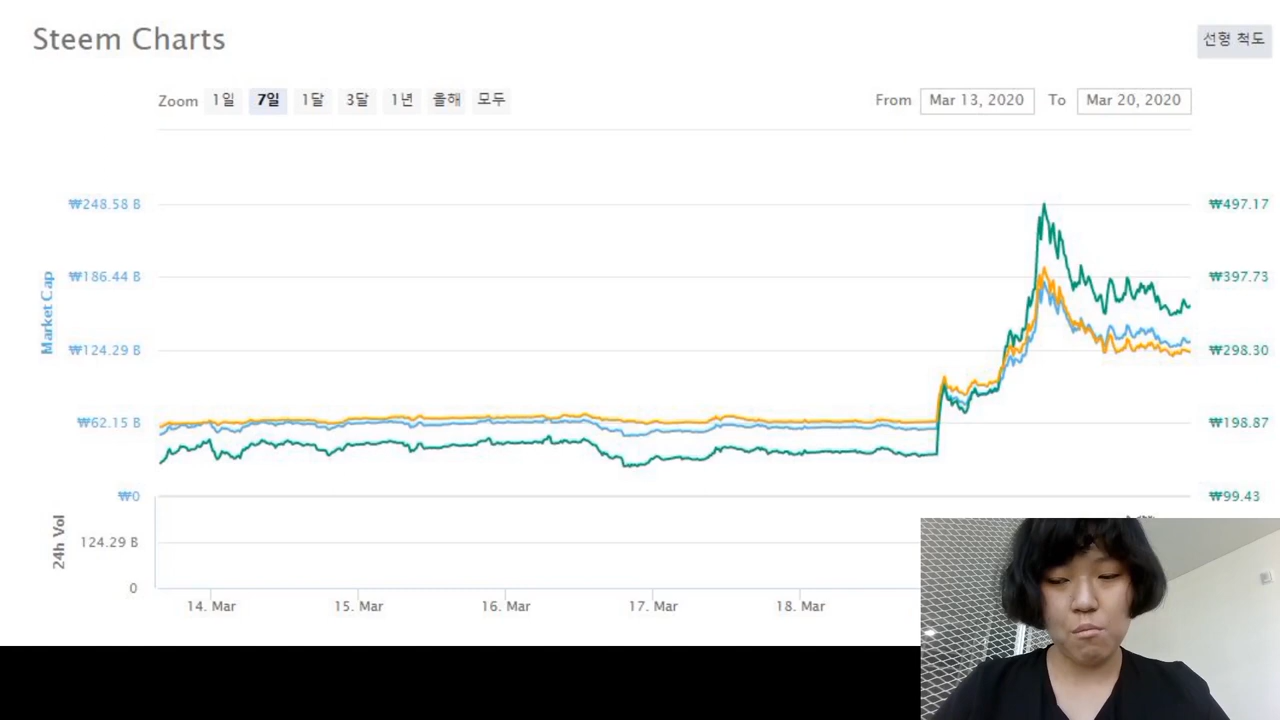 Steem Charts
선형 척도
Zoom 1일 7일 1달 3달 1년 올해 모두
From Mar 13, 2020 To Mar 20, 2020
₩248.58 B ₩497.17
₩186.44 B ₩397.73
Market Cap
₩124.29 B ₩298.30
₩62.15 B ₩198.87
₩0 ₩99.43
24h Vol
124.29 B
0
14. Mar 15. Mar 16. Mar 17. Mar 18. Mar